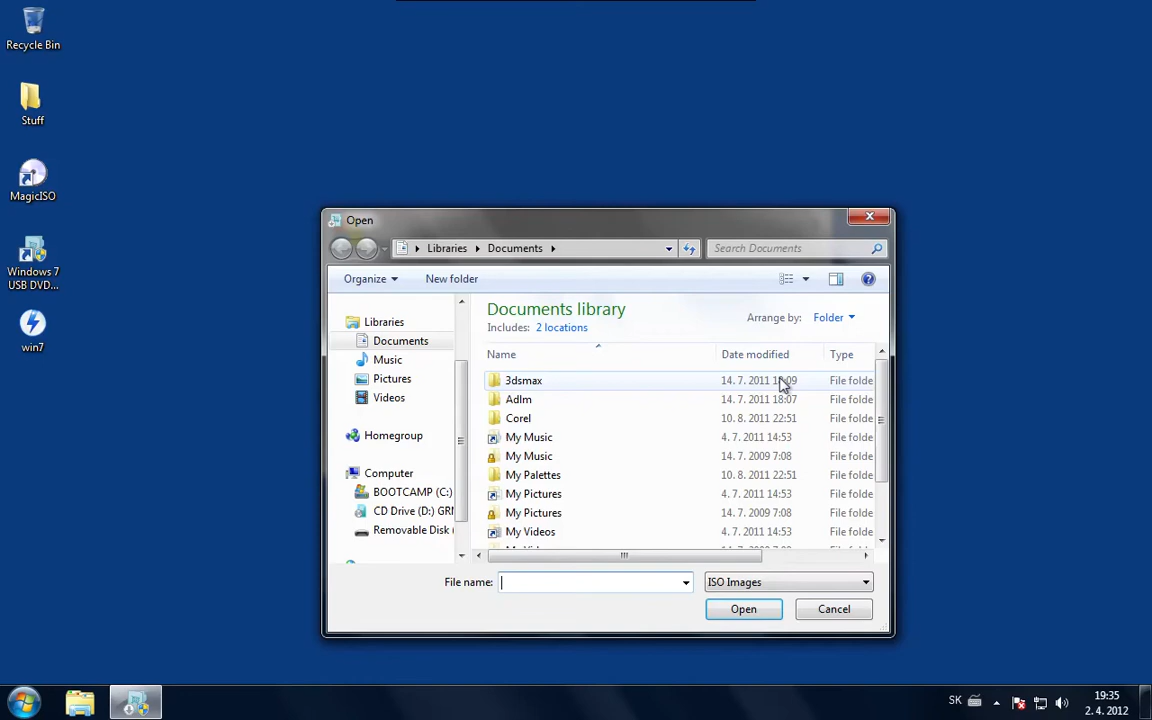 Recycle Bin
Stuff
MagicISO
Windows 7
USB DVD...
win7
Open
Libraries
Documents
Search Documents
Organize
New folder
Documents library
Includes: 2 locations
Arrange by: Folder
Libraries
Documents
Music
Pictures
Videos
Homegroup
Computer
BOOTCAMP (C:)
CD Drive (D:) GRM
Removable Disk (
Name Date modified Type
3dsmax File folde
Adlm 14. 7. 2011 18:07 File folde
Corel 10. 8. 2011 22:51 File folde
My Music 4. 7. 2011 14:53 File folde
My Music 14. 7. 2009 7:08 File folde
My Palettes 10. 8. 2011 22:51 File folde
My Pictures 4. 7. 2011 14:53 File folde
My Pictures 14. 7. 2009 7:08 File folde
My Videos 4. 7. 2011 14:53 File folde
File name:
ISO Images
Open
Cancel
SK
19:35
2. 4. 2012